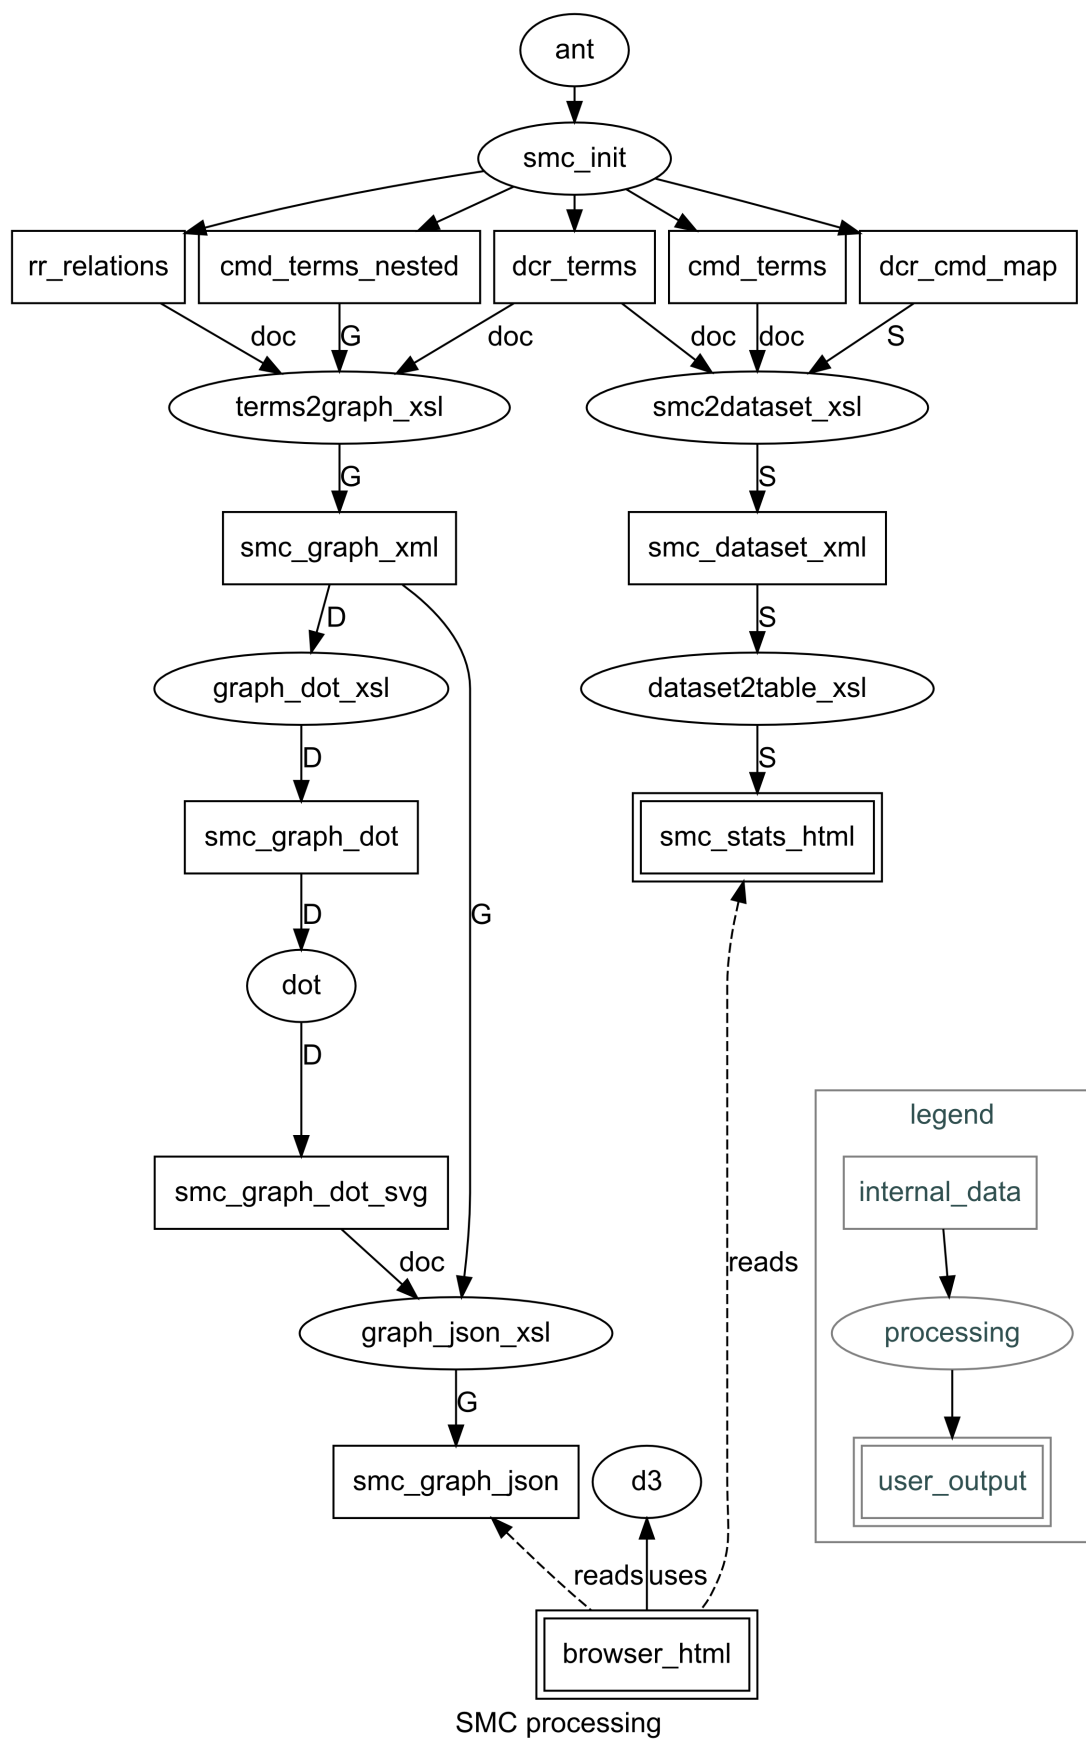 ant
smc_init
rr_relations
cmd_terms_nested
dcr_terms
cmd_terms
dcr_cmd_map
doc
G
doc
doc
doc
S
terms2graph_xsl
smc2dataset_xsl
G
S
smc_graph_xml
smc_dataset_xml
D
S
graph_dot_xsl
dataset2table_xsl
D
S
smc_graph_dot
smc_stats_html
D
G
dot
D
legend
smc_graph_dot_svg
internal_data
doc
reads
graph_json_xsl
processing
G
smc_graph_json
d3
user_output
reads
uses
browser_html
SMC processing